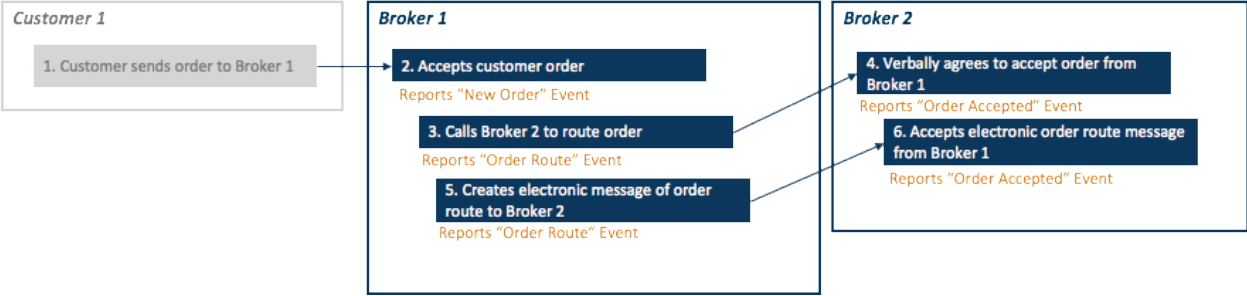 Customer 1
1. Customer sends order to Broker 1
Broker 1
2. Accepts customer order
Reports "New Order" Event
3. Calls Broker 2 to route order
Reports "Order Route" Event
5. Creates electronic message of order
route to Broker 2
Reports "Order Route" Event
Broker 2
4. Verbally agrees to accept order from
Broker 1
Reports "Order Accepted" Event
6. Accepts electronic order route message
from Broker 1
Reports "Order Accepted" Event